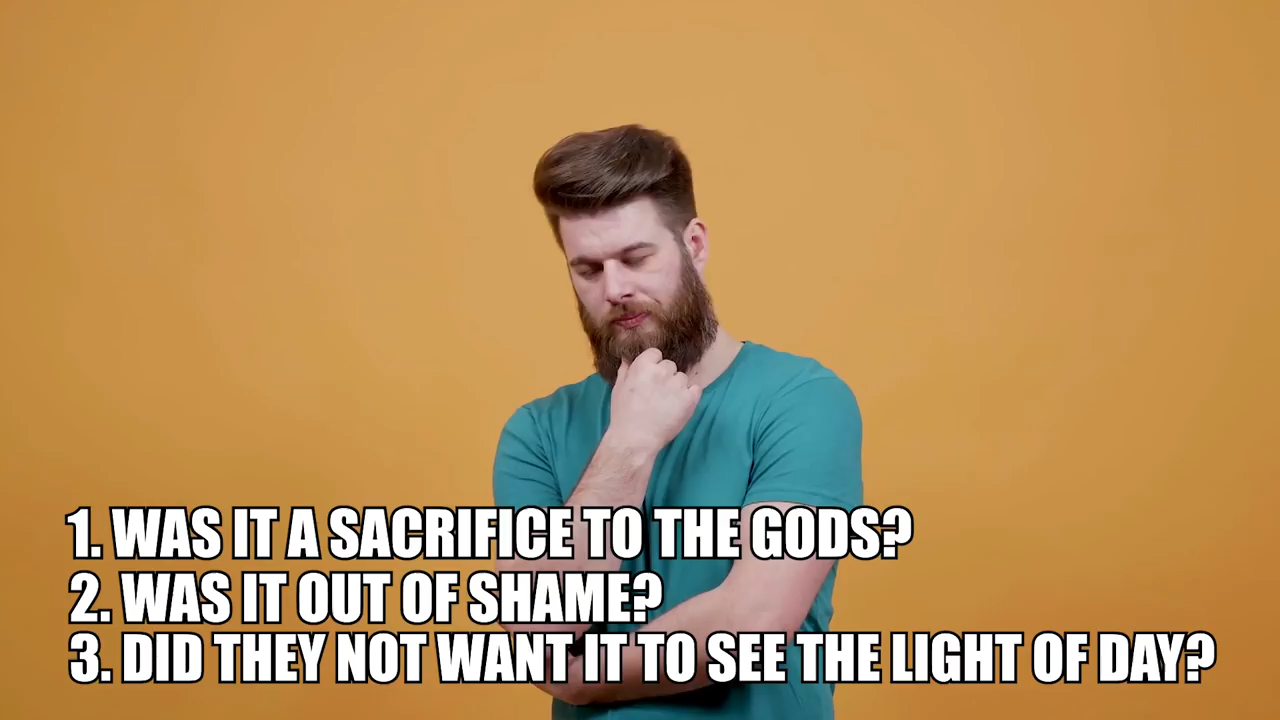 1. WAS IT A SACRIFICE TO THE GODS?
2. WAS IT OUT OF SHAME?
3. DID THEY NOT WANT IT TO SEE THE LIGHT OF DAY?